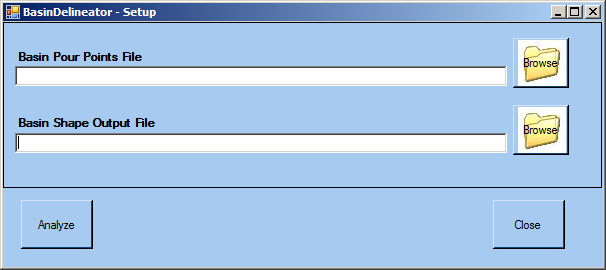 BasinDelineator - Setup
Basin Pour Points File
Browse
Basin Shape Output File
Browse
Analyze
Close